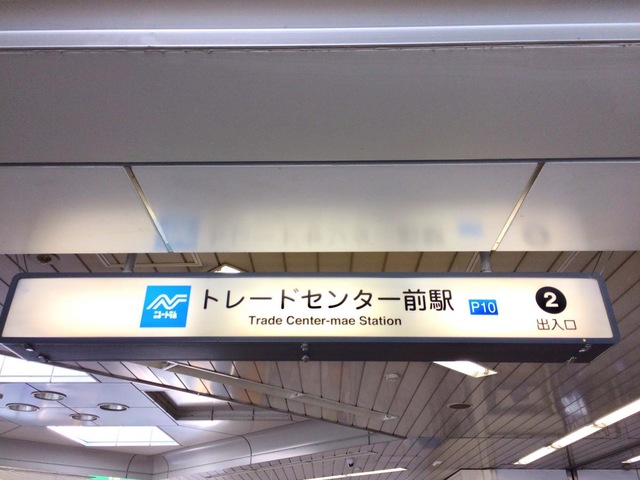 ニュートラム
トレードセンター前駅
P10
Trade Center-mae Station
2
出入口